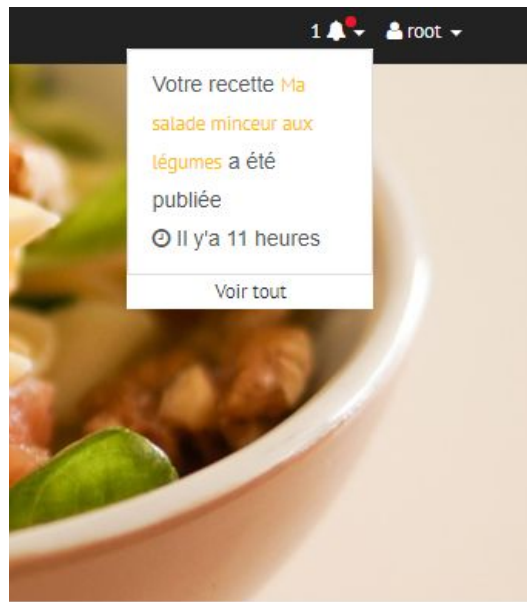 1 root
Votre recette Ma
salade minceur aux
légumes a été
publiée
Il y'a 11 heures
Voir tout